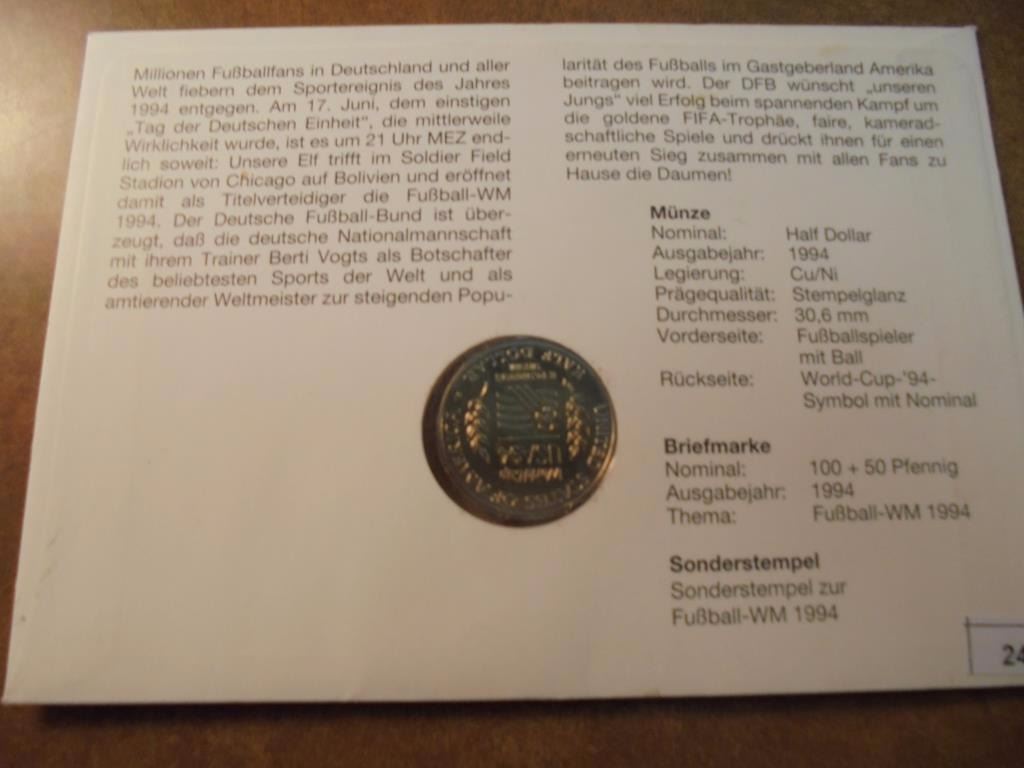 Millionen Fußballfans in Deutschland und aller
Welt fiebern dem Sportereignis des Jahres
1994 entgegen. Am 17. Juni, dem einstigen
„Tag der Deutschen Einheit“, die mittlerweile
Wirklichkeit wurde, ist es um 21 Uhr MEZ end-
lich soweit: Unsere Elf trifft im Soldier Field
Stadion von Chicago auf Bolivien und eröffnet
damit als Titelverteidiger die Fußball-WM
1994. Der Deutsche Fußball-Bund ist über-
zeugt, daß die deutsche Nationalmannschaft
mit ihrem Trainer Berti Vogts als Botschafter
des beliebtesten Sports der Welt und als
amtierender Weltmeister zur steigenden Popu-
larität des Fußballs im Gastgeberland Amerika
beitragen wird. Der DFB wünscht „unseren
Jungs“ viel Erfolg beim spannenden Kampf um
die goldene FIFA-Trophäe, faire, kamerad-
schaftliche Spiele und drückt ihnen für einen
erneuten Sieg zusammen mit allen Fans zu
Hause die Daumen!
Münze
Nominal: Half Dollar
Ausgabejahr: 1994
Legierung: Cu/Ni
Prägequalität: Stempelglanz
Durchmesser: 30,6 mm
Vorderseite: Fußballspieler
mit Ball
Rückseite: World-Cup-'94-
Symbol mit Nominal
Briefmarke
Nominal: 100 + 50 Pfennig
Ausgabejahr: 1994
Thema: Fußball-WM 1994
Sonderstempel
Sonderstempel zur
Fußball-WM 1994
HALF DOLLAR
UNITED STATES OF AMERICA
WorldCup
USA94
24